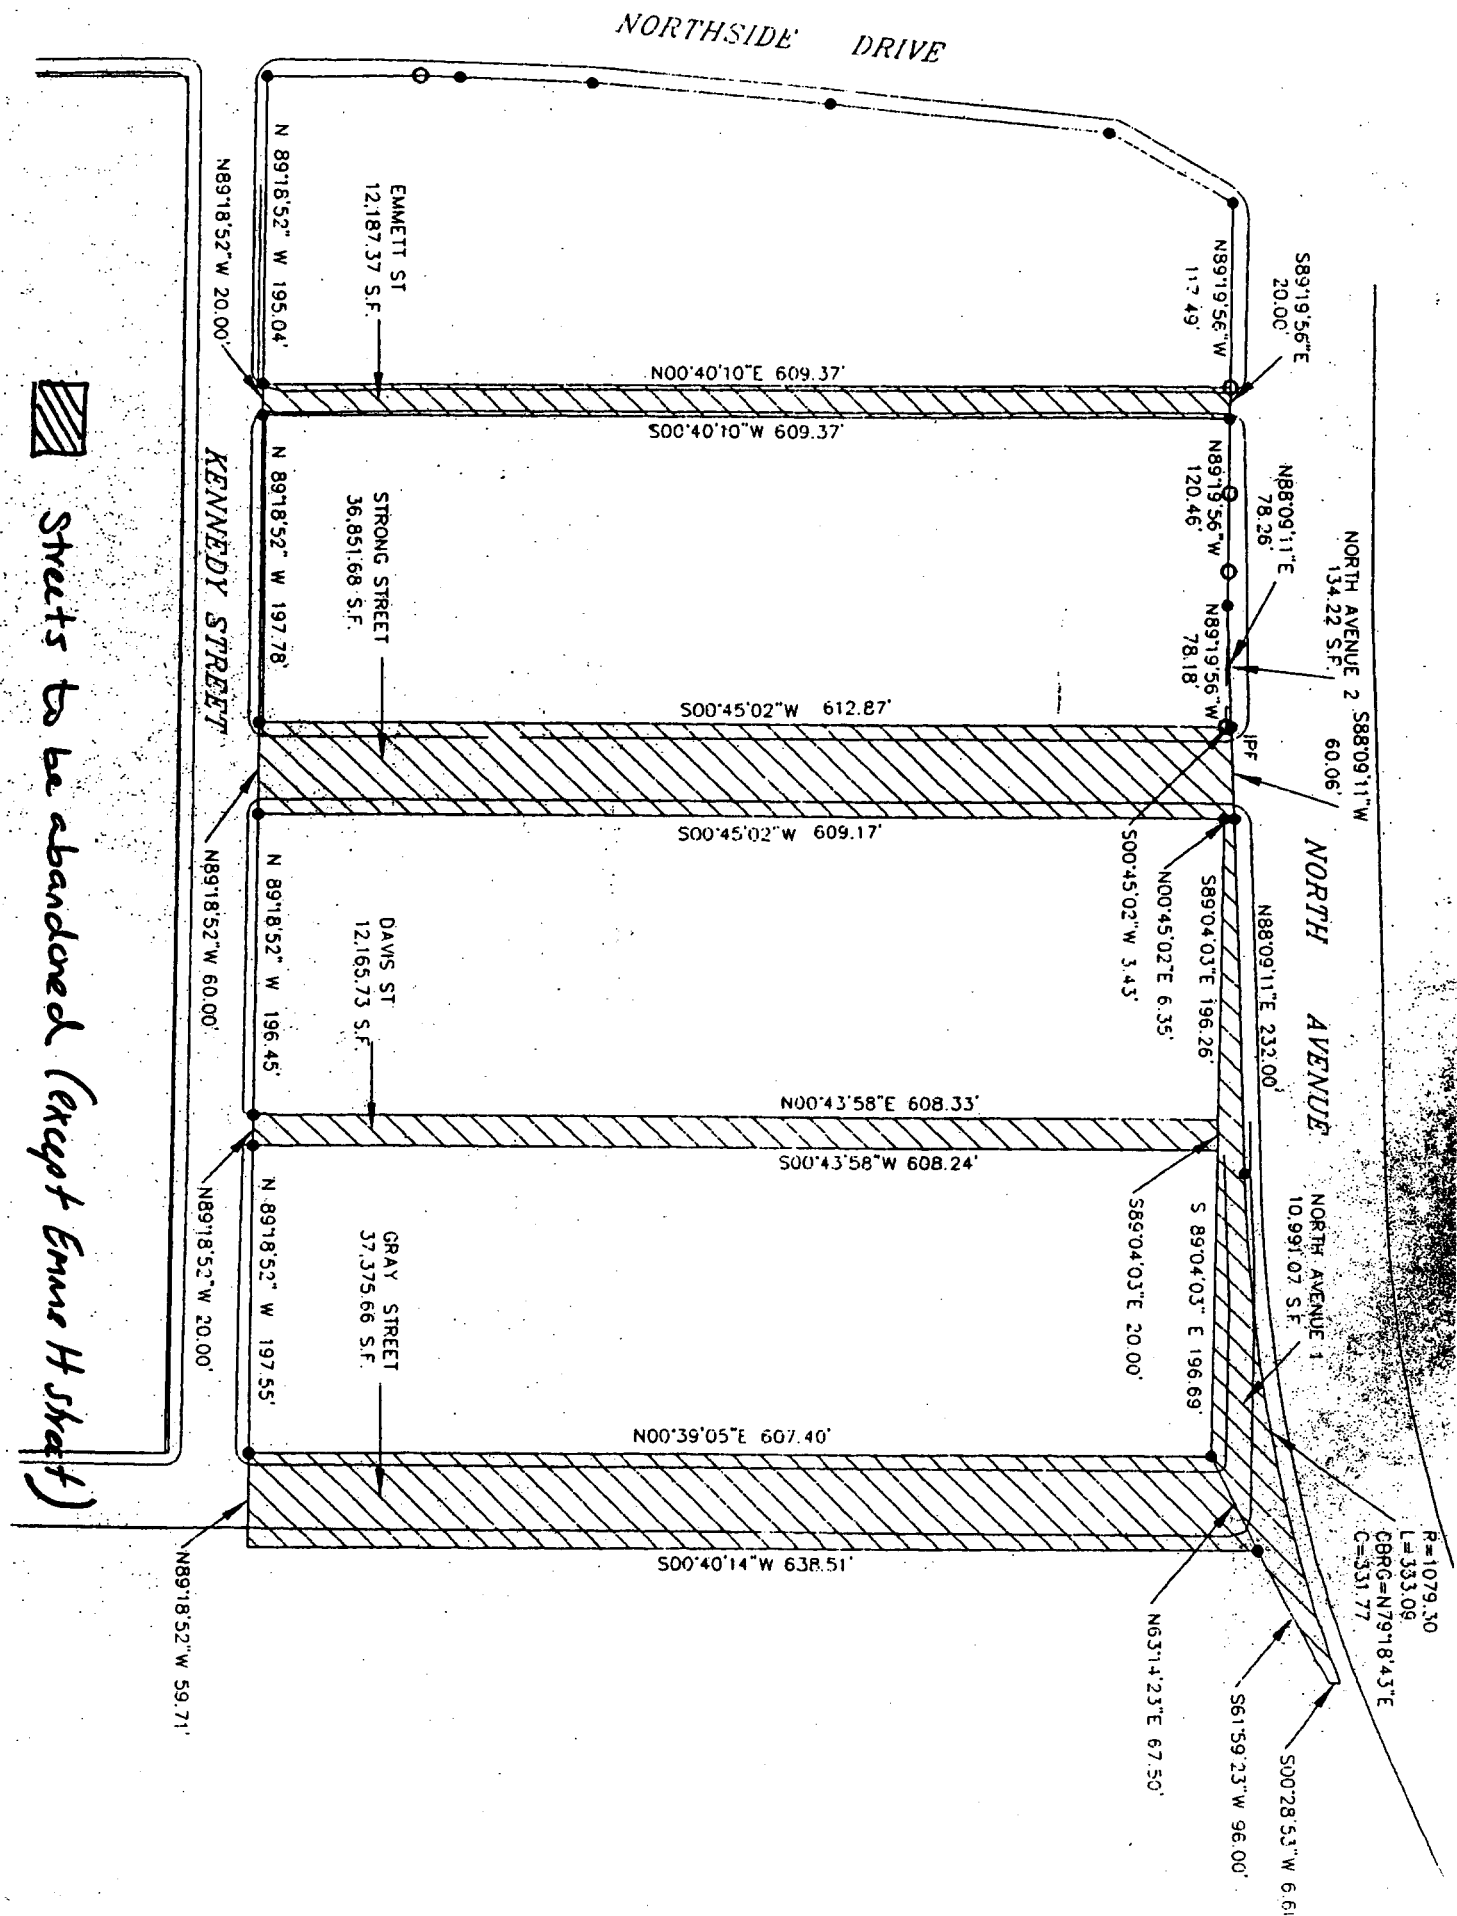 NORTHSIDE DRIVE
N 89°18'52" W 195.04'
N89°18'52"W 20.00'
EMMETT ST
12,187.37 S.F.
N89°19'56"W
S89°19'56"E
20.00'
N00°40'10"E 609.37'
S00°40'10"W 609.37'
N 89°18'52" W 197.78'
KENNEDY STREET
STRONG STREET
36,851.68 S.F.
N89°19'56"W
120.46'
N88°09'11"E
78.26'
N89°19'56"W
78.18'
NORTH AVENUE 2
134.22 S.F.
S88°09'11"W
60.06'
IPF
S00°45'02"W 612.87'
S00°45'02"W 609.17'
S00°45'02"W 3.43'
N00°45'02"E 6.35'
S89°04'03"E 196.26'
N88°09'11"E 232.00'
NORTH AVENUE
N89°18'52"W 60.00'
N 89°18'52" W 196.45'
DAVIS ST
12,165.73 S.F.
N00°43'58"E 608.33'
S00°43'58"W 608.24'
S89°04'03"E 20.00'
S 89°04'03" E 196.69'
NORTH AVENUE 1
10,991.07 S.F.
N89°18'52"W 20.00'
N 89°18'52" W 197.55'
GRAY STREET
37,375.66 S.F.
N00°39'05"E 607.40'
S00°40'14"W 638.51'
N89°18'52"W 59.71'
N63°14'23"E 67.50'
S61°59'23"W 96.00'
S00°28'53"W 6.61
R=1079.30
L=333.09
CBRG=N79°18'43"E
C=331.77
Streets to be abandoned (except Emme H street)